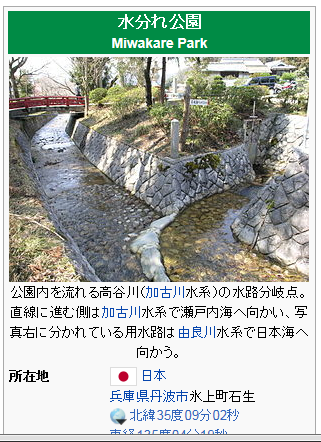 水分れ公園
Miwakare Park
公園内を流れる高谷川（加古川水系）の水路分岐点。
直線に進む側は加古川水系で瀬戸内海へ向かい、写
真右に分かれている用水路は由良川水系で日本海へ
向かう。
所在地
日本
兵庫県丹波市氷上町石生
北緯35度09分02秒